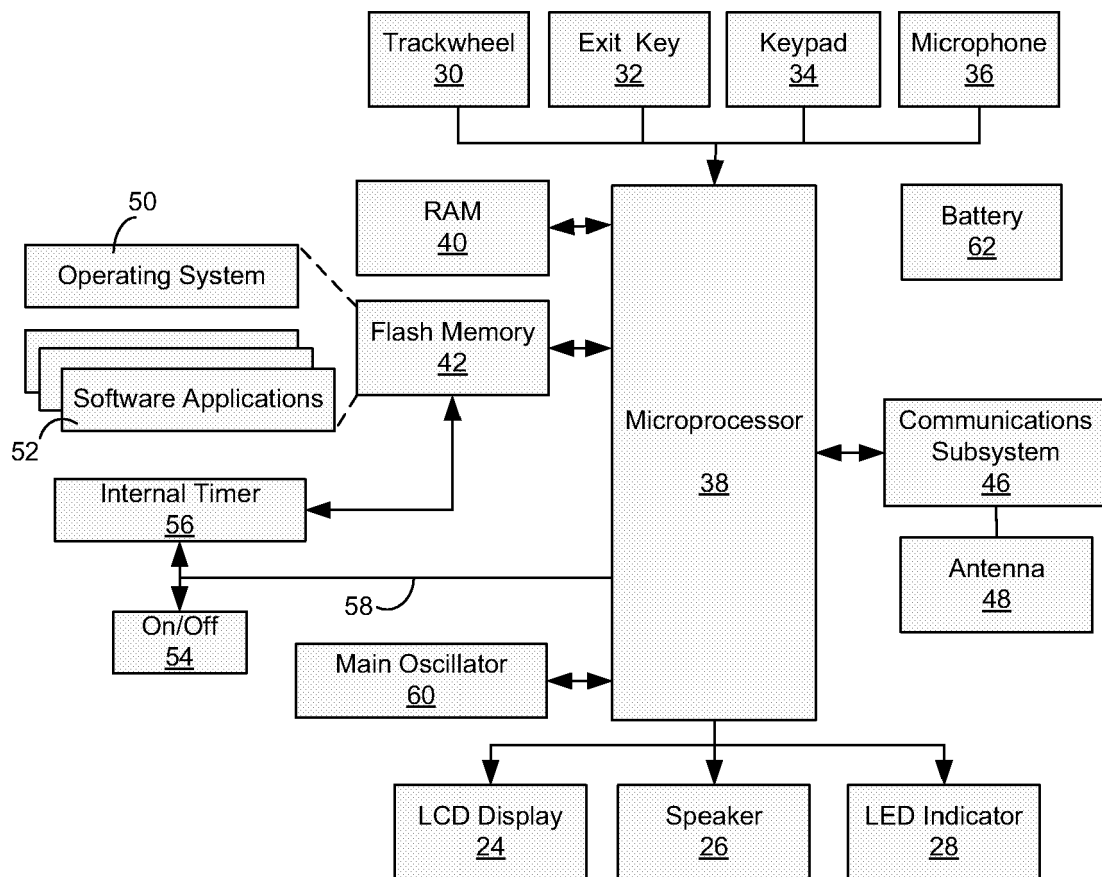 Trackwheel
30
Exit Key
32
Keypad
34
Microphone
36
50
RAM
40
Battery
62
Operating System
Flash Memory
42
Software Applications
52
Microprocessor
38
Communications
Subsystem
46
Internal Timer
56
Antenna
48
58
On/Off
54
Main Oscillator
60
LCD Display
24
Speaker
26
LED Indicator
28